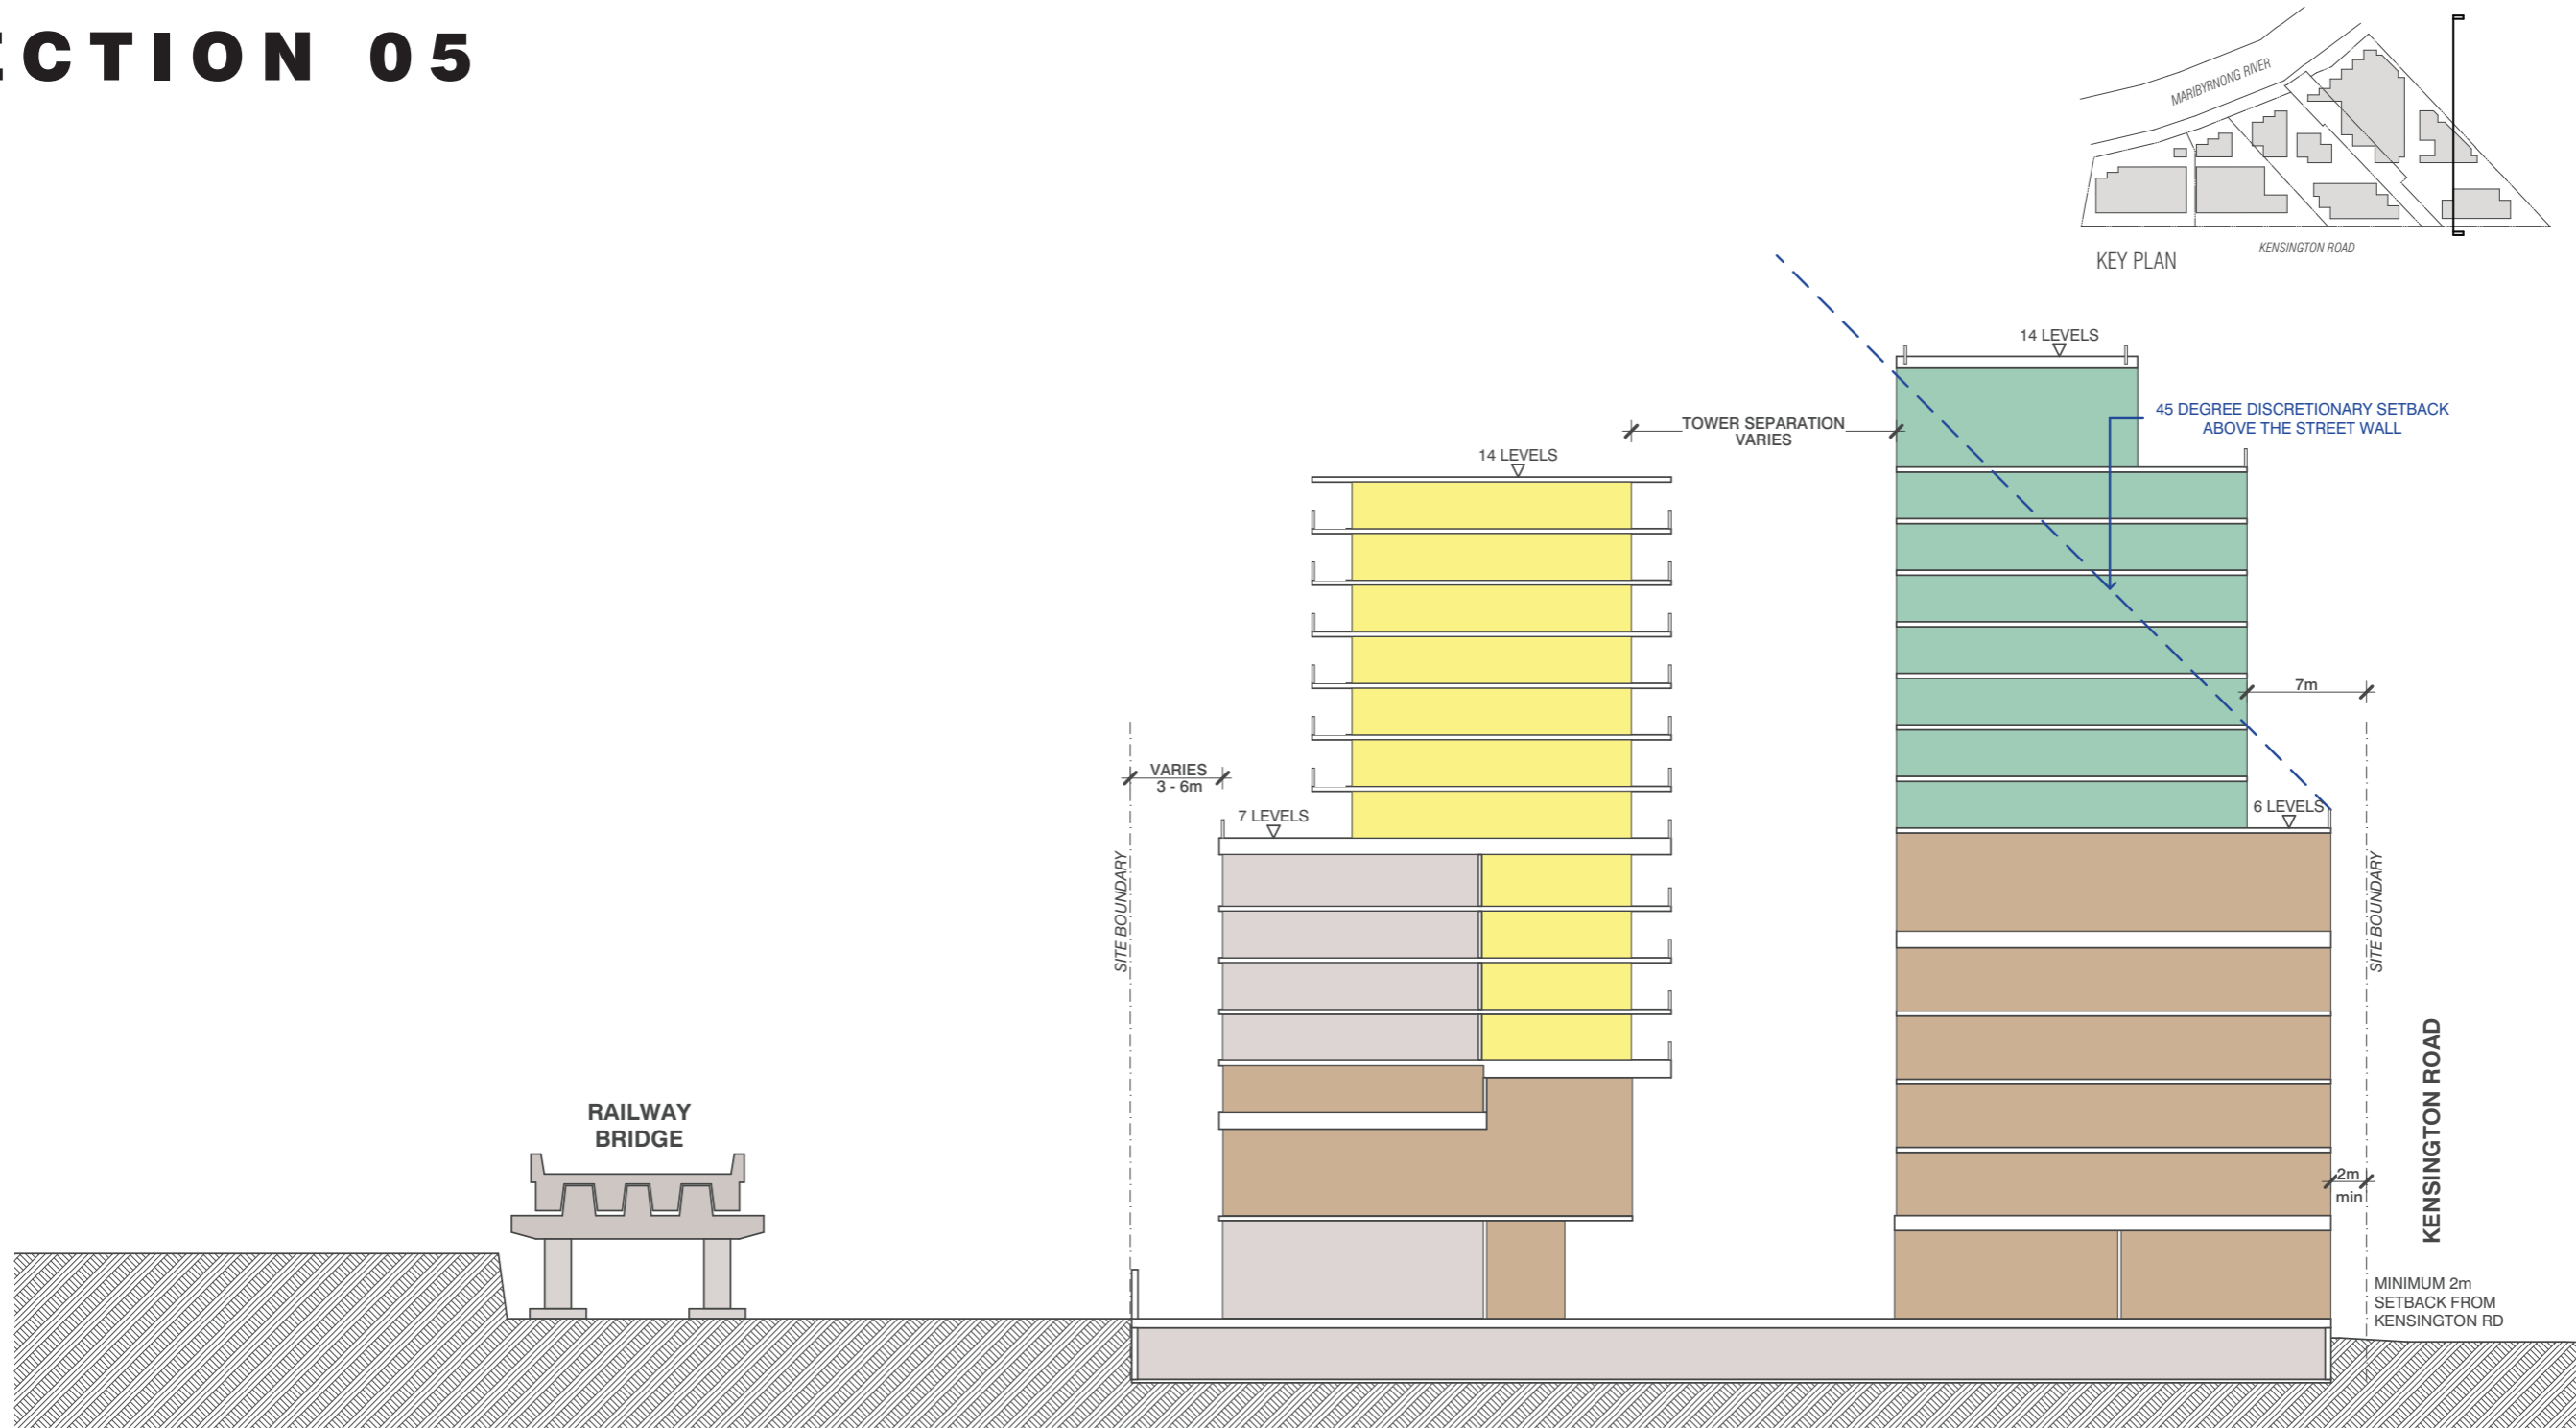 ECTION 05
MARIBYRNONG RIVER
KENSINGTON ROAD
KEY PLAN
14 LEVELS
45 DEGREE DISCRETIONARY SETBACK
ABOVE THE STREET WALL
TOWER SEPARATION
VARIES
14 LEVELS
7m
VARIES
3 - 6m
7 LEVELS
6 LEVELS
SITE BOUNDARY
SITE BOUNDARY
RAILWAY
BRIDGE
KENSINGTON ROAD
2m
min
MINIMUM 2m
SETBACK FROM
KENSINGTON RD